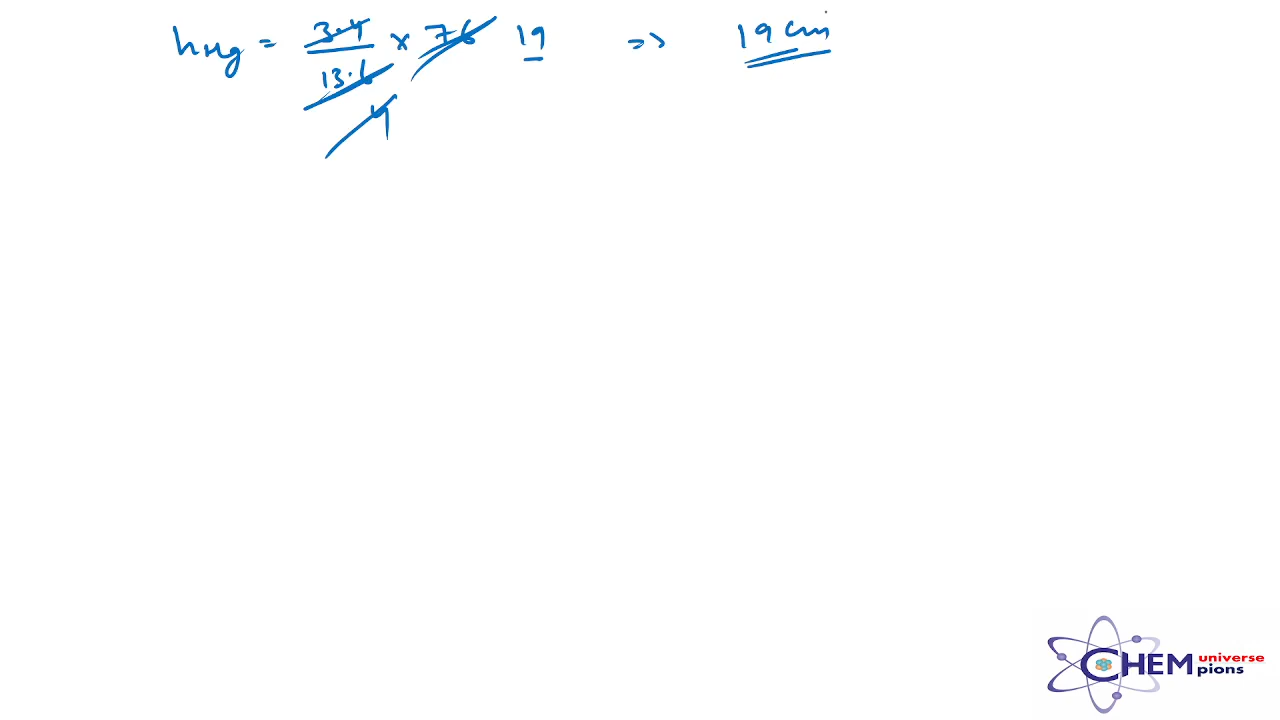 hHg = 3.4 × 76 19 => 19 cm
13.6
4
CHEM universe
pions